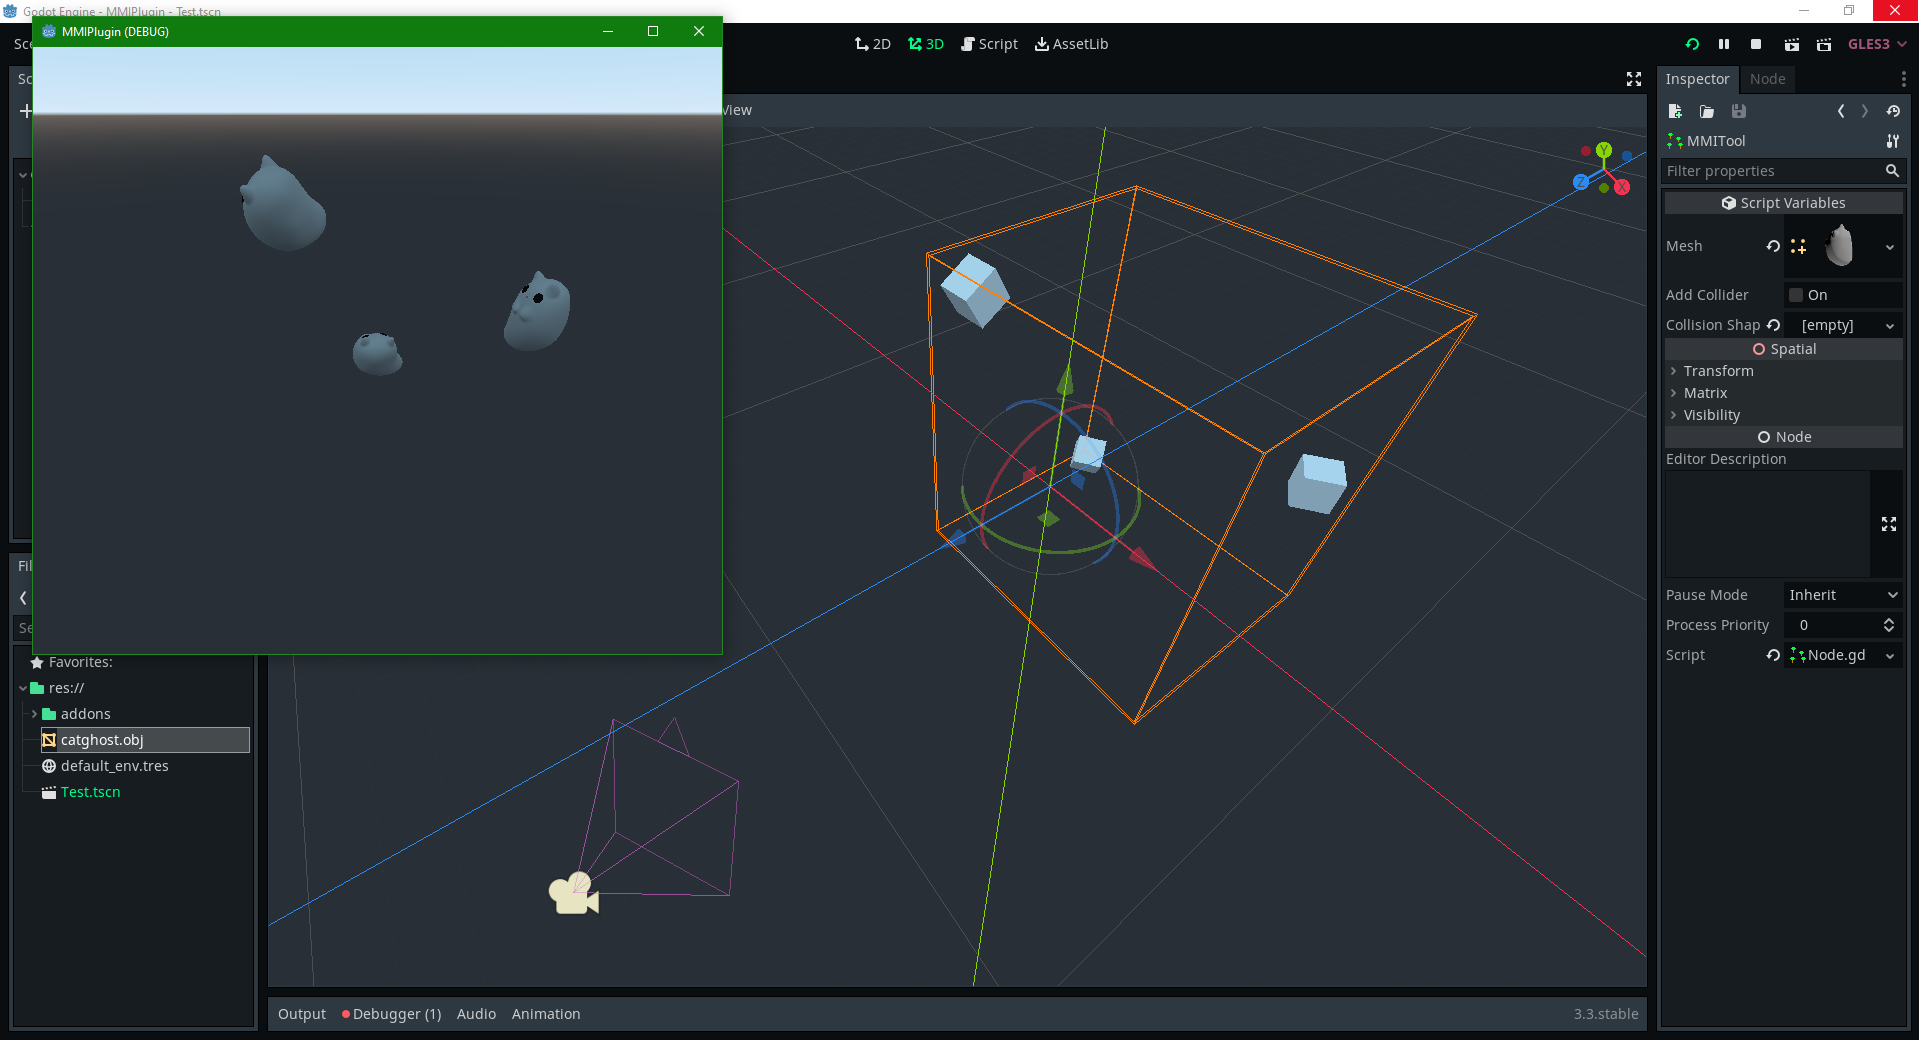 Godot Engine - MMIPlugin - Test.tscn
MMIPlugin (DEBUG)
Sc
2D
3D
Script
AssetLib
GLES3
Sc
View
Inspector
Node
MMITool
Filter properties
Script Variables
Mesh
Add Collider
On
Collision Shap
[empty]
Spatial
Transform
Matrix
Visibility
Node
Editor Description
Pause Mode
Inherit
Process Priority
0
Script
Node.gd
Y
Z
X
Fil
Se
Favorites:
res://
addons
catghost.obj
default_env.tres
Test.tscn
Output
Debugger (1)
Audio
Animation
3.3.stable